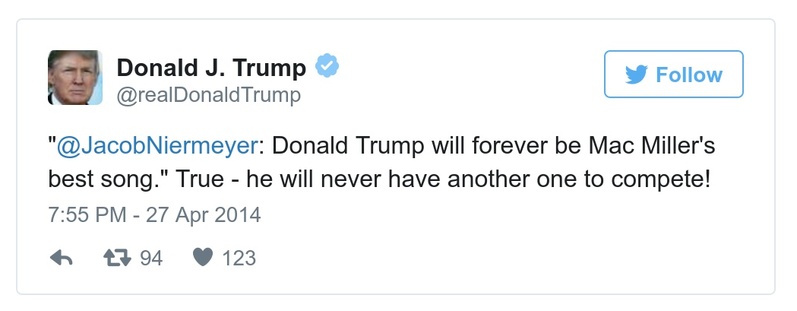 Donald J. Trump
Follow
@realDonaldTrump
"@JacobNiermeyer: Donald Trump will forever be Mac Miller's
best song." True - he will never have another one to compete!
7:55 PM - 27 Apr 2014
94 123